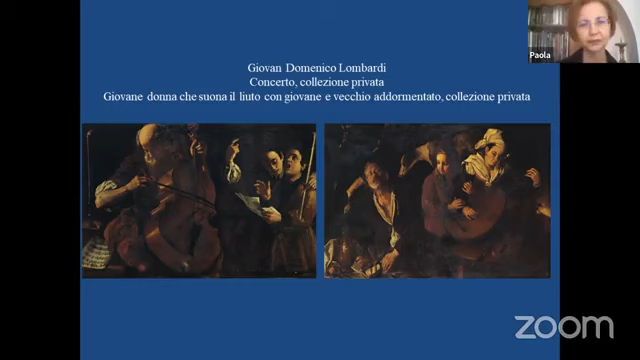 Paola
Giovan Domenico Lombardi
Concerto, collezione privata
Giovane donna che suona il liuto con giovane e vecchio addormentato, collezione privata
zoom